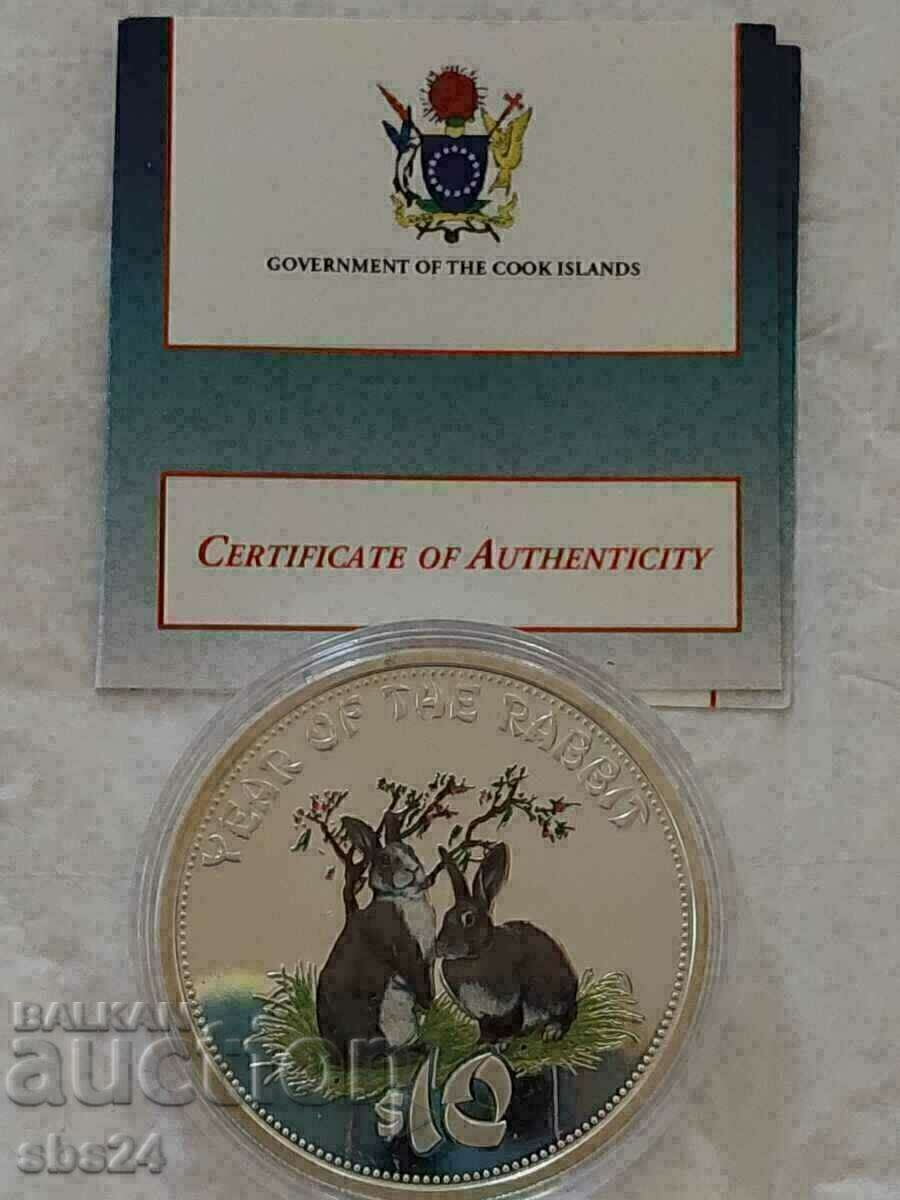 GOVERNMENT OF THE COOK ISLANDS
CERTIFICATE OF AUTHENTICITY
YEAR OF THE RABBIT
$10
BALKAN
auction
sbs24